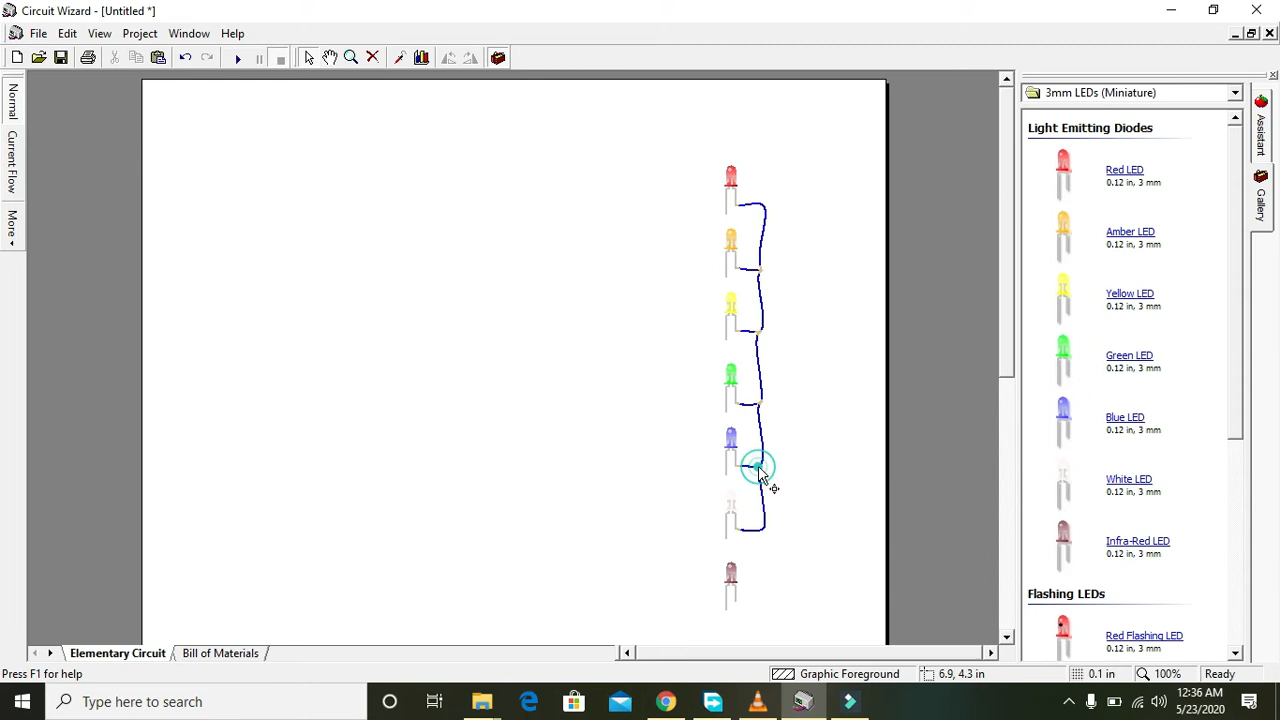 Circuit Wizard - [Untitled *]
File Edit View Project Window Help
Normal
Current Flow
More
3mm LEDs (Miniature)
Light Emitting Diodes
Red LED
0.12 in, 3 mm
Amber LED
0.12 in, 3 mm
Yellow LED
0.12 in, 3 mm
Green LED
0.12 in, 3 mm
Blue LED
0.12 in, 3 mm
White LED
0.12 in, 3 mm
Infra-Red LED
0.12 in, 3 mm
Flashing LEDs
Red Flashing LED
0.12 in, 3 mm
Assistant
Gallery
Elementary Circuit Bill of Materials
Press F1 for help Graphic Foreground 6.9, 4.3 in 0.1 in 100% Ready
Type here to search
12:36 AM
5/23/2020